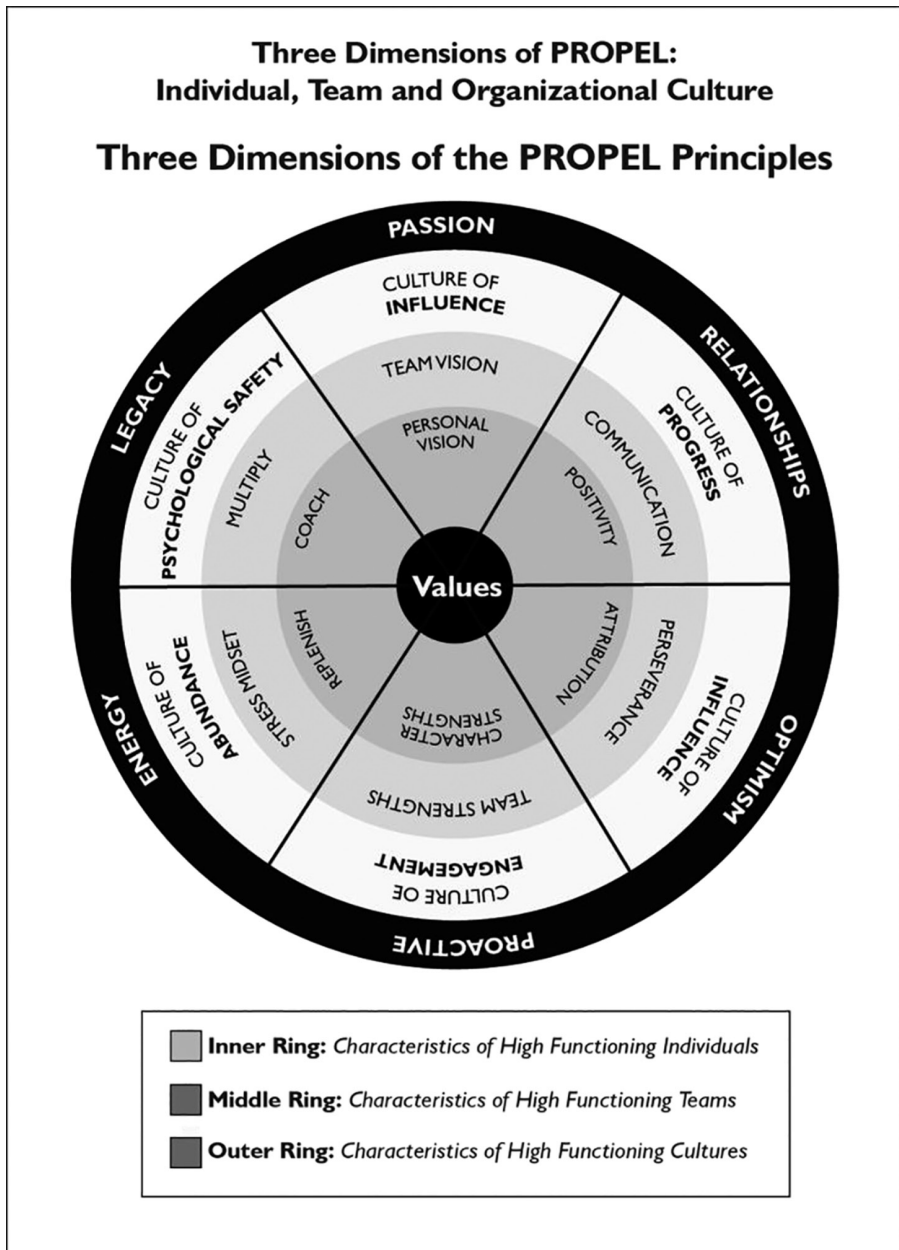 Three Dimensions of PROPEL:
Individual, Team and Organizational Culture
Three Dimensions of the PROPEL Principles
PASSION
CULTURE OF
INFLUENCE
TEAM VISION
PERSONAL
VISION
RELATIONSHIPS
CULTURE OF
PROGRESS
COMMUNICATION
POSITIVITY
OPTIMISM
CULTURE OF
INFLUENCE
PERSEVERANCE
ATTRIBUTION
PROACTIVE
CULTURE OF
ENGAGEMENT
TEAM STRENGTHS
CHARACTER
STRENGTHS
ENERGY
CULTURE OF
ABUNDANCE
STRESS MIDSET
REPLENISH
LEGACY
CULTURE OF
PSYCHOLOGICAL SAFETY
MULTIPLY
COACH
Values
Inner Ring: Characteristics of High Functioning Individuals
Middle Ring: Characteristics of High Functioning Teams
Outer Ring: Characteristics of High Functioning Cultures